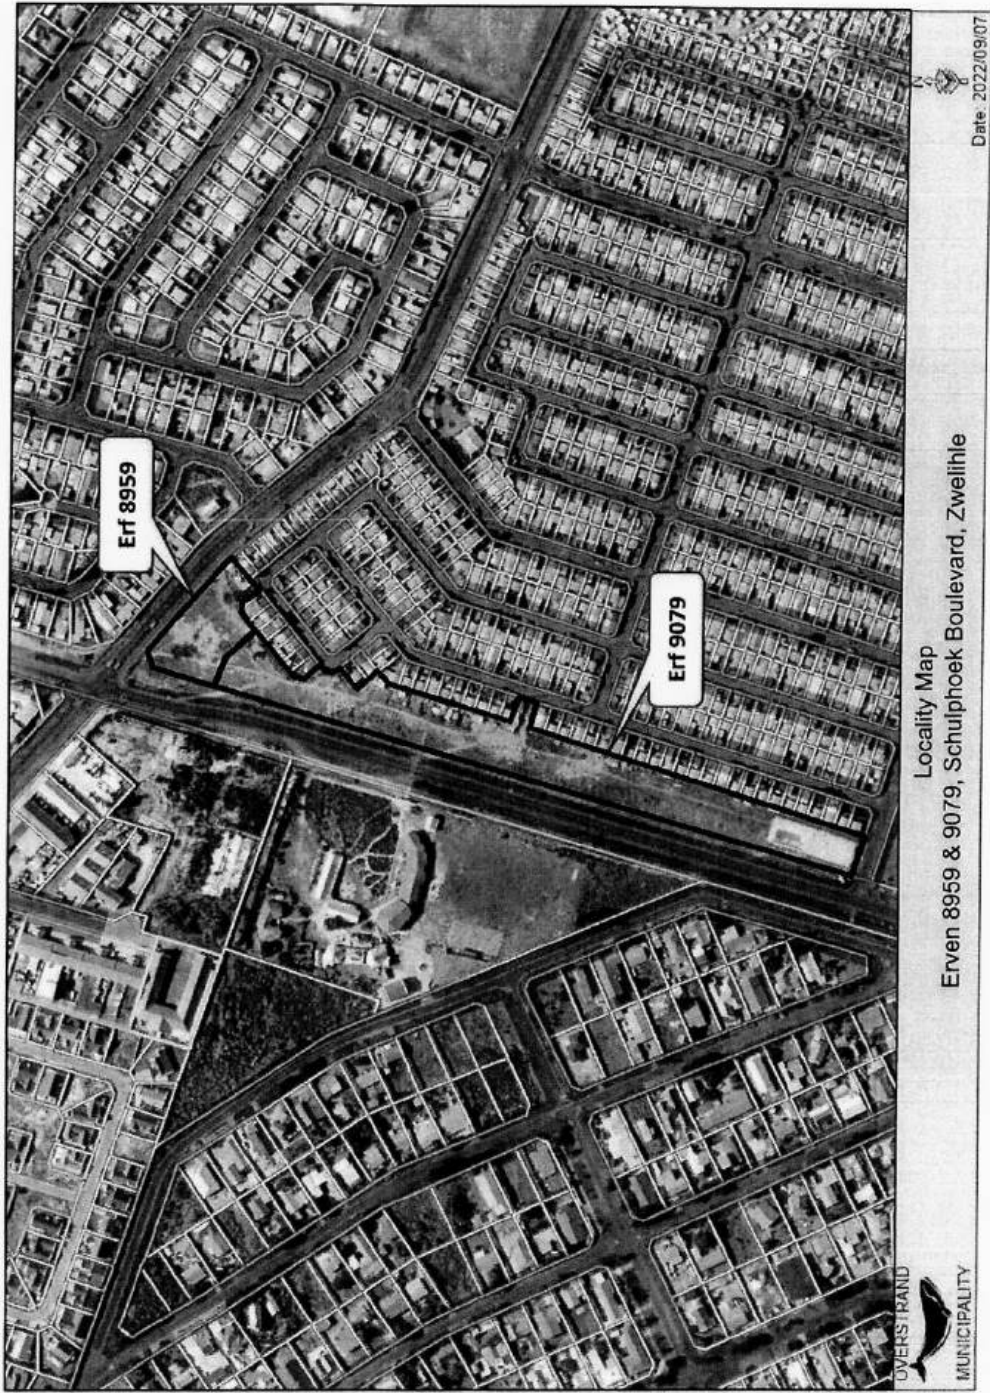 Erf 8959
Erf 9079
OVERSTRAND
MUNICIPALITY
Locality Map
Erven 8959 & 9079, Schulphoek Boulevard, Zwelihle
N
Date 2022/09/07